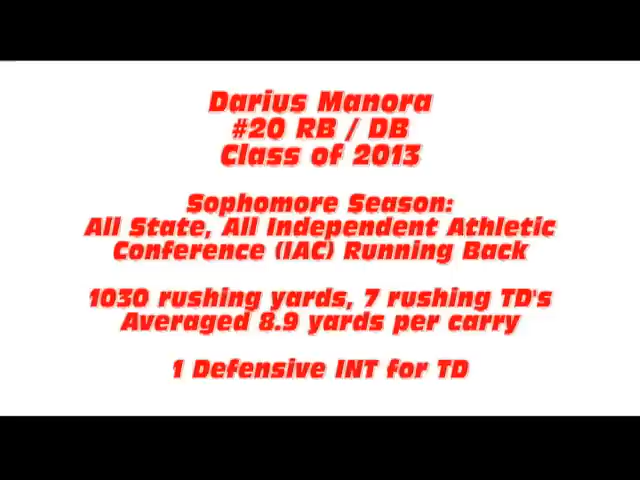 Darius Manora
#20 RB / DB
Class of 2013
Sophomore Season:
All State, All Independent Athletic
Conference (IAC) Running Back
1030 rushing yards, 7 rushing TD's
Averaged 8.9 yards per carry
1 Defensive INT for TD